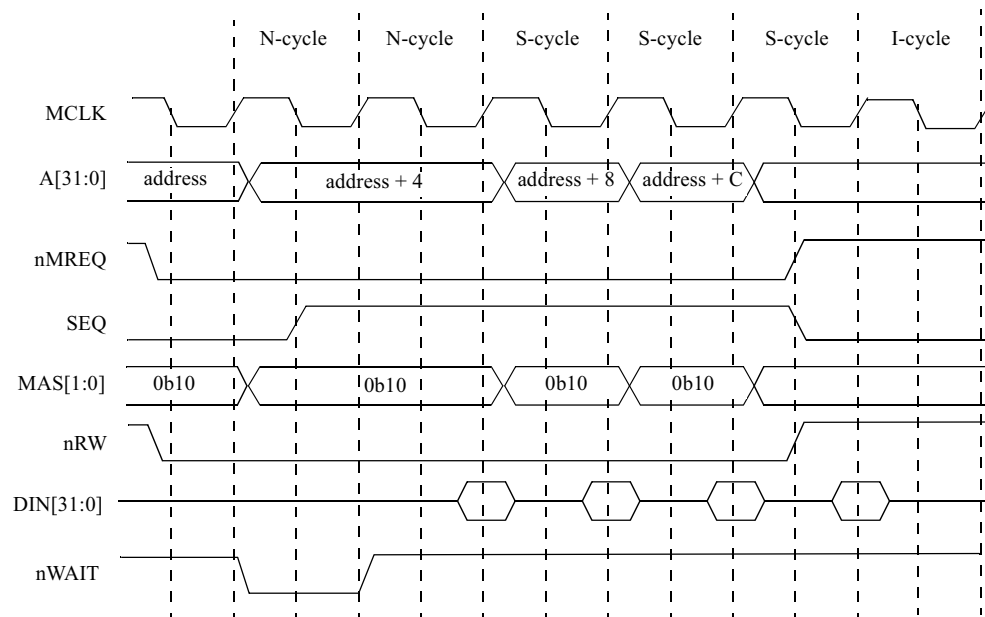 N-cycle N-cycle S-cycle S-cycle S-cycle I-cycle
MCLK
A[31:0] address address + 4 address + 8 address + C
nMREQ
SEQ
MAS[1:0] 0b10 0b10 0b10 0b10
nRW
DIN[31:0]
nWAIT